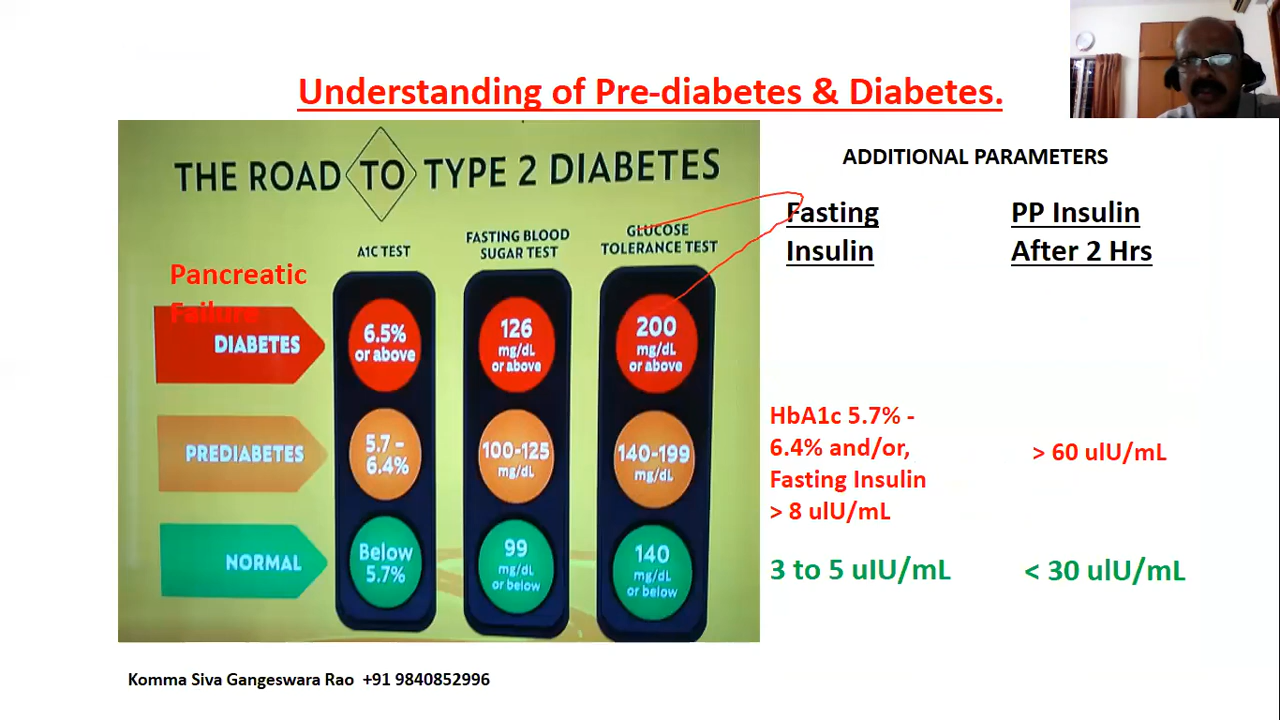 Understanding of Pre-diabetes & Diabetes.
THE ROAD TO TYPE 2 DIABETES
A1C TEST
FASTING BLOOD
SUGAR TEST
GLUCOSE
TOLERANCE TEST
Pancreatic
Failure
DIABETES
6.5%
or above
126
mg/dL
or above
200
mg/dL
or above
PREDIABETES
5.7 –
6.4%
100-125
mg/dL
140-199
mg/dL
NORMAL
Below
5.7%
99
mg/dL
or below
140
mg/dL
or below
ADDITIONAL PARAMETERS
Fasting
Insulin
PP Insulin
After 2 Hrs
HbA1c 5.7% -
6.4% and/or,
Fasting Insulin
> 8 uIU/mL
> 60 uIU/mL
3 to 5 uIU/mL
< 30 uIU/mL
Komma Siva Gangeswara Rao +91 9840852996